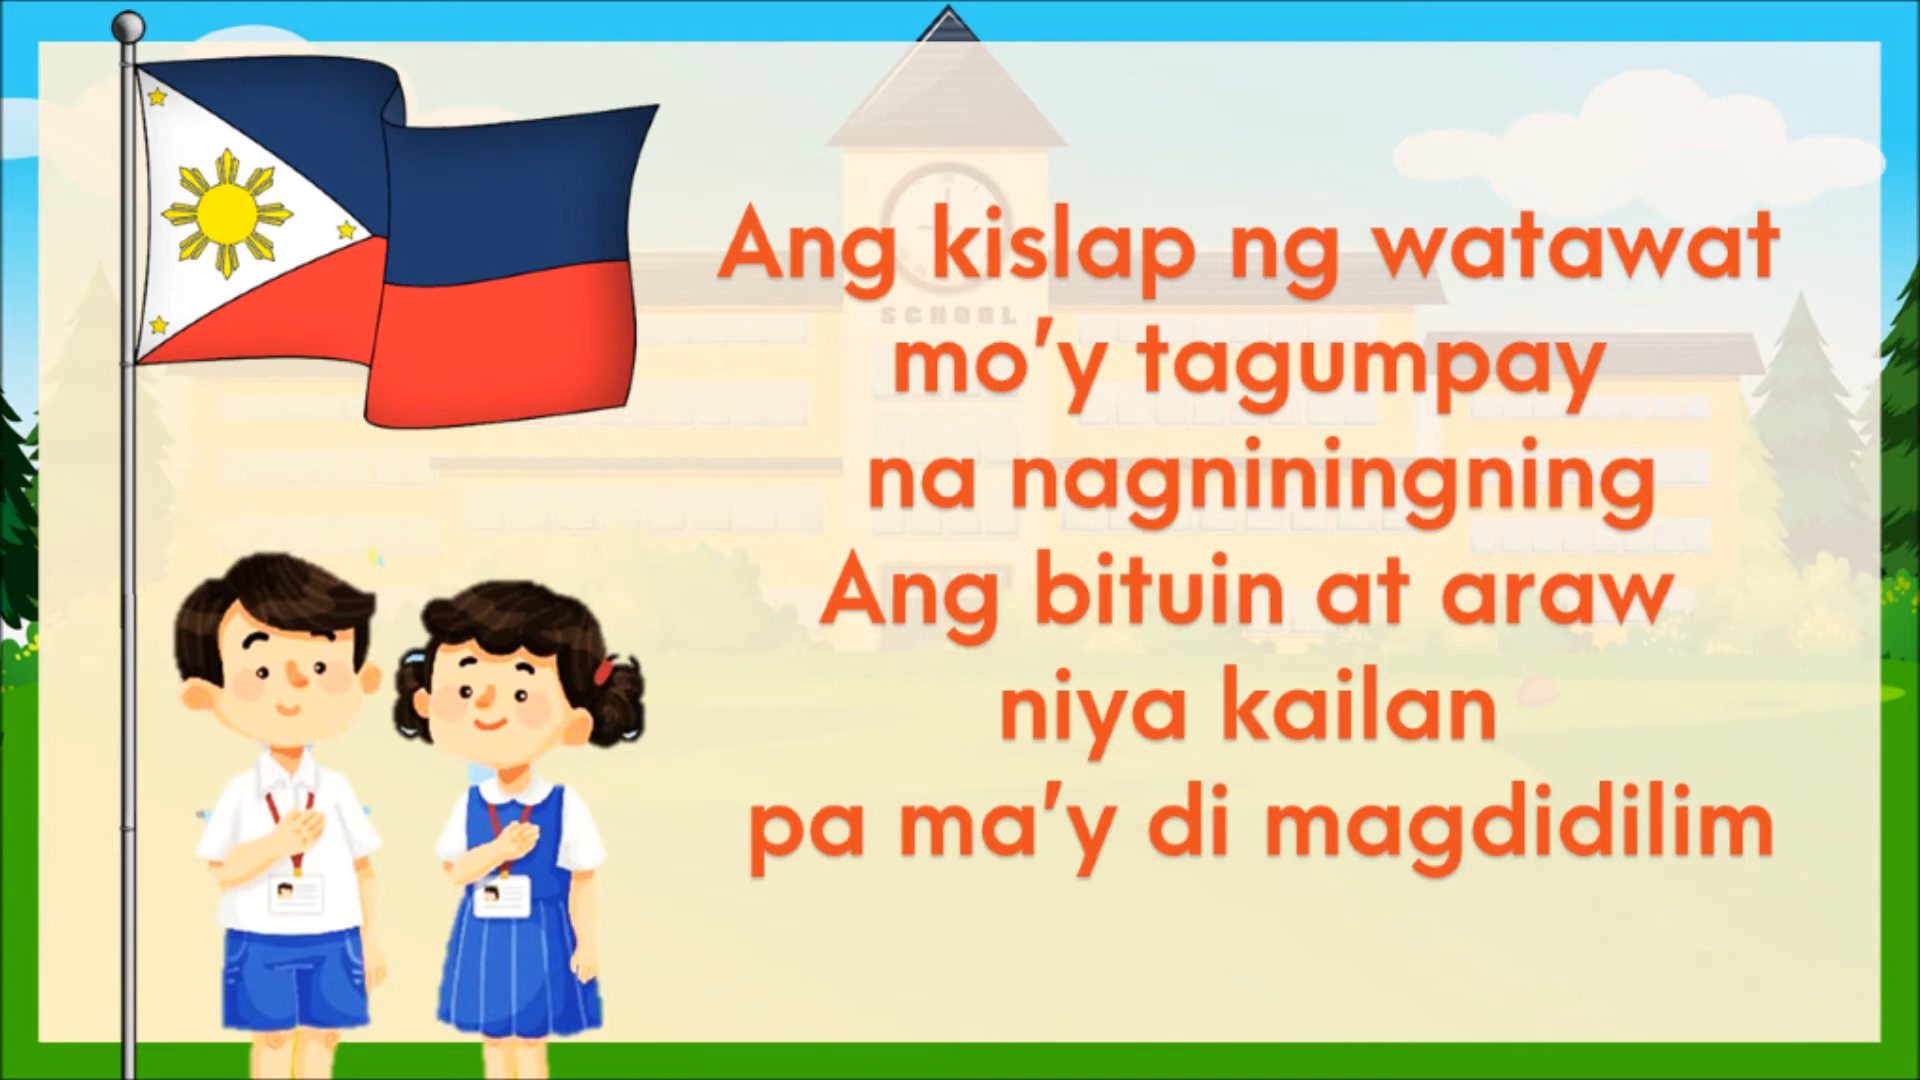 SCHOOL
Ang kislap ng watawat
mo'y tagumpay
na nagniningning
Ang bituin at araw
niya kailan
pa ma'y di magdidilim